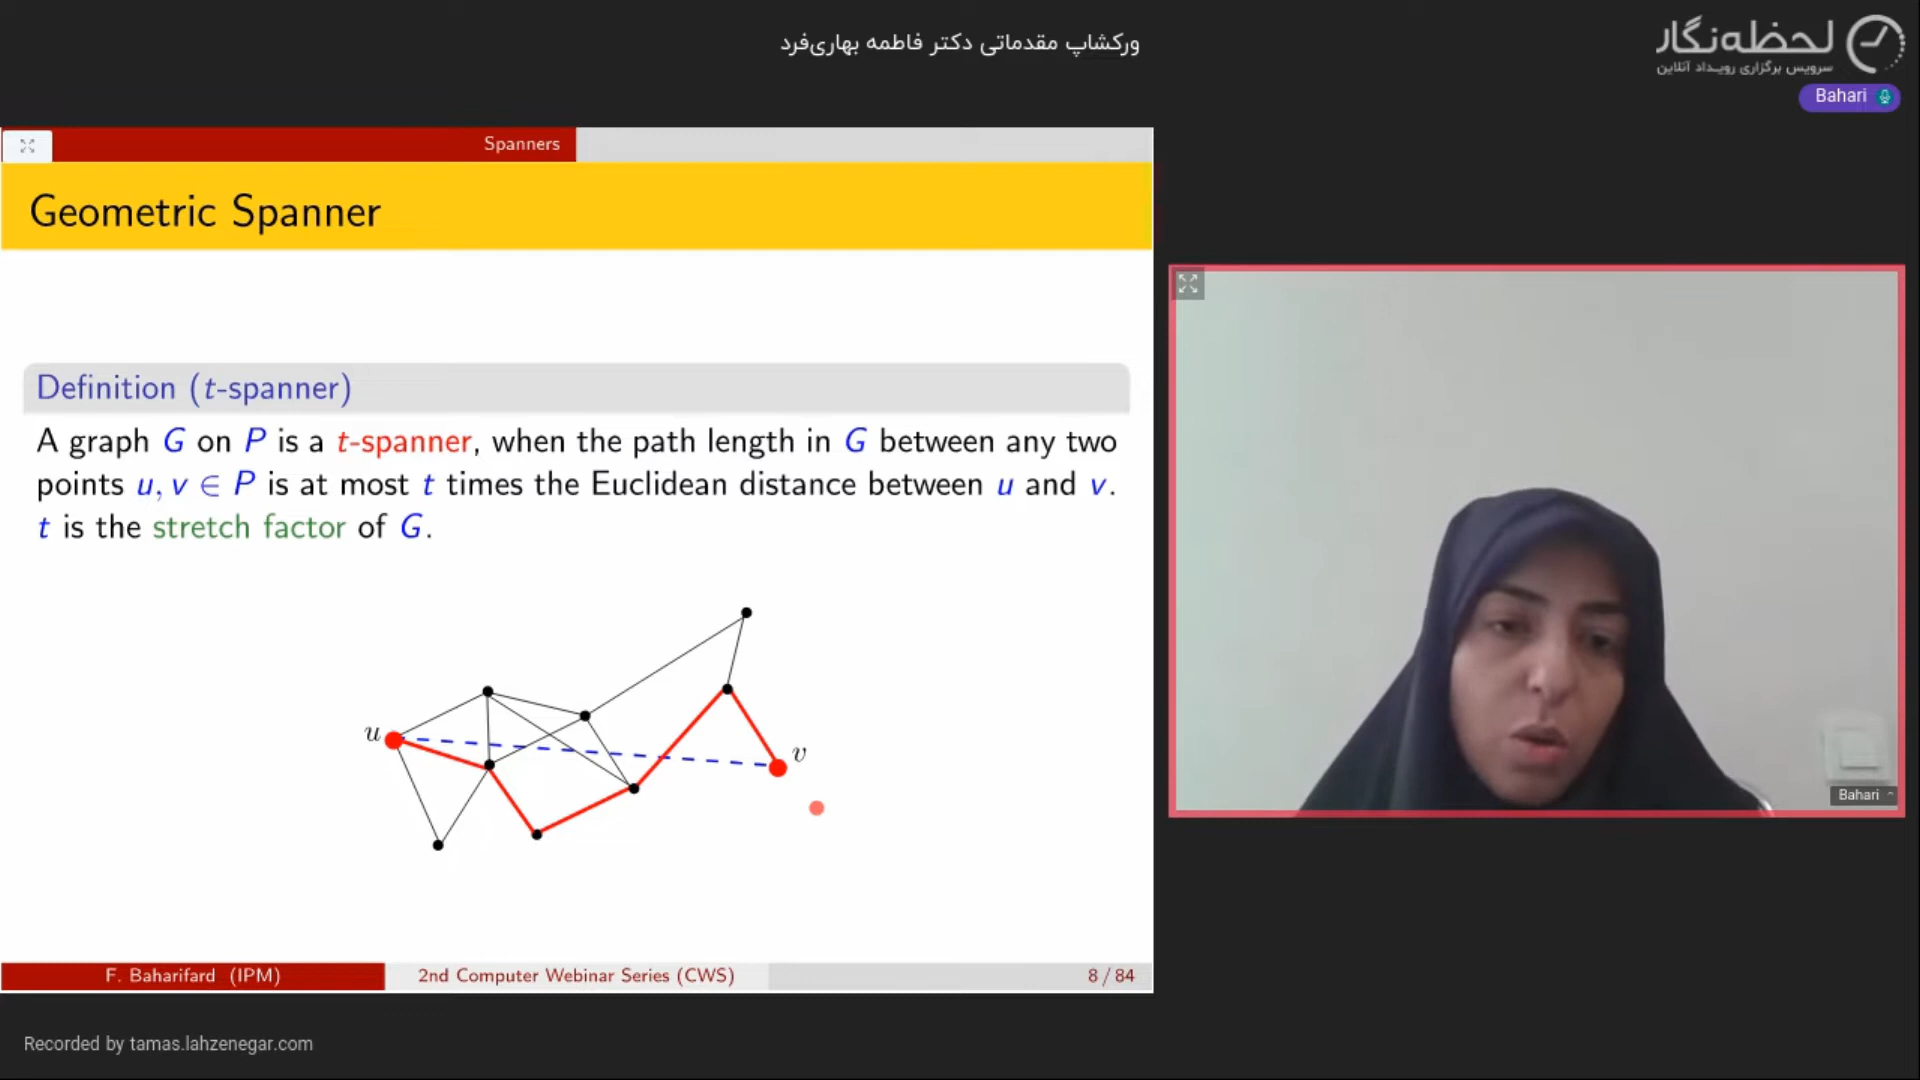 ورکشاپ مقدماتی دکتر فاطمه بهاری‌فرد
لحظه‌نگار
سرویس برگزاری رویداد آنلاین
Bahari
Spanners
Geometric Spanner
Definition (t-spanner)
A graph G on P is a t-spanner, when the path length in G between any two
points u, v ∈ P is at most t times the Euclidean distance between u and v.
t is the stretch factor of G.
u
v
Bahari
F. Baharifard (IPM)
2nd Computer Webinar Series (CWS)
8 / 84
Recorded by tamas.lahzenegar.com